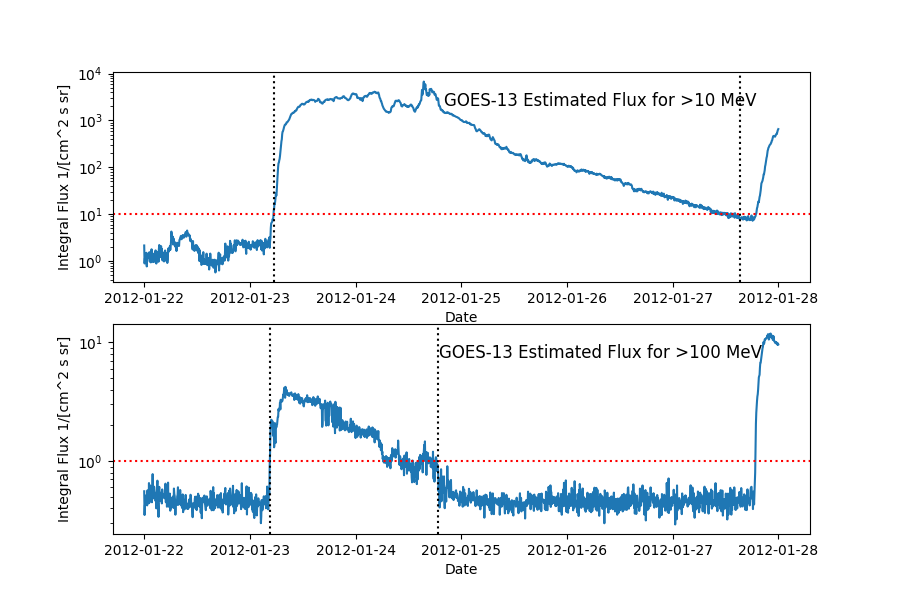 10^4
10^3
10^2
10^1
10^0
Integral Flux 1/[cm^2 s sr]
GOES-13 Estimated Flux for >10 MeV
2012-01-22 2012-01-23 2012-01-24 2012-01-25 2012-01-26 2012-01-27 2012-01-28
Date
10^1
10^0
Integral Flux 1/[cm^2 s sr]
GOES-13 Estimated Flux for >100 MeV
2012-01-22 2012-01-23 2012-01-24 2012-01-25 2012-01-26 2012-01-27 2012-01-28
Date